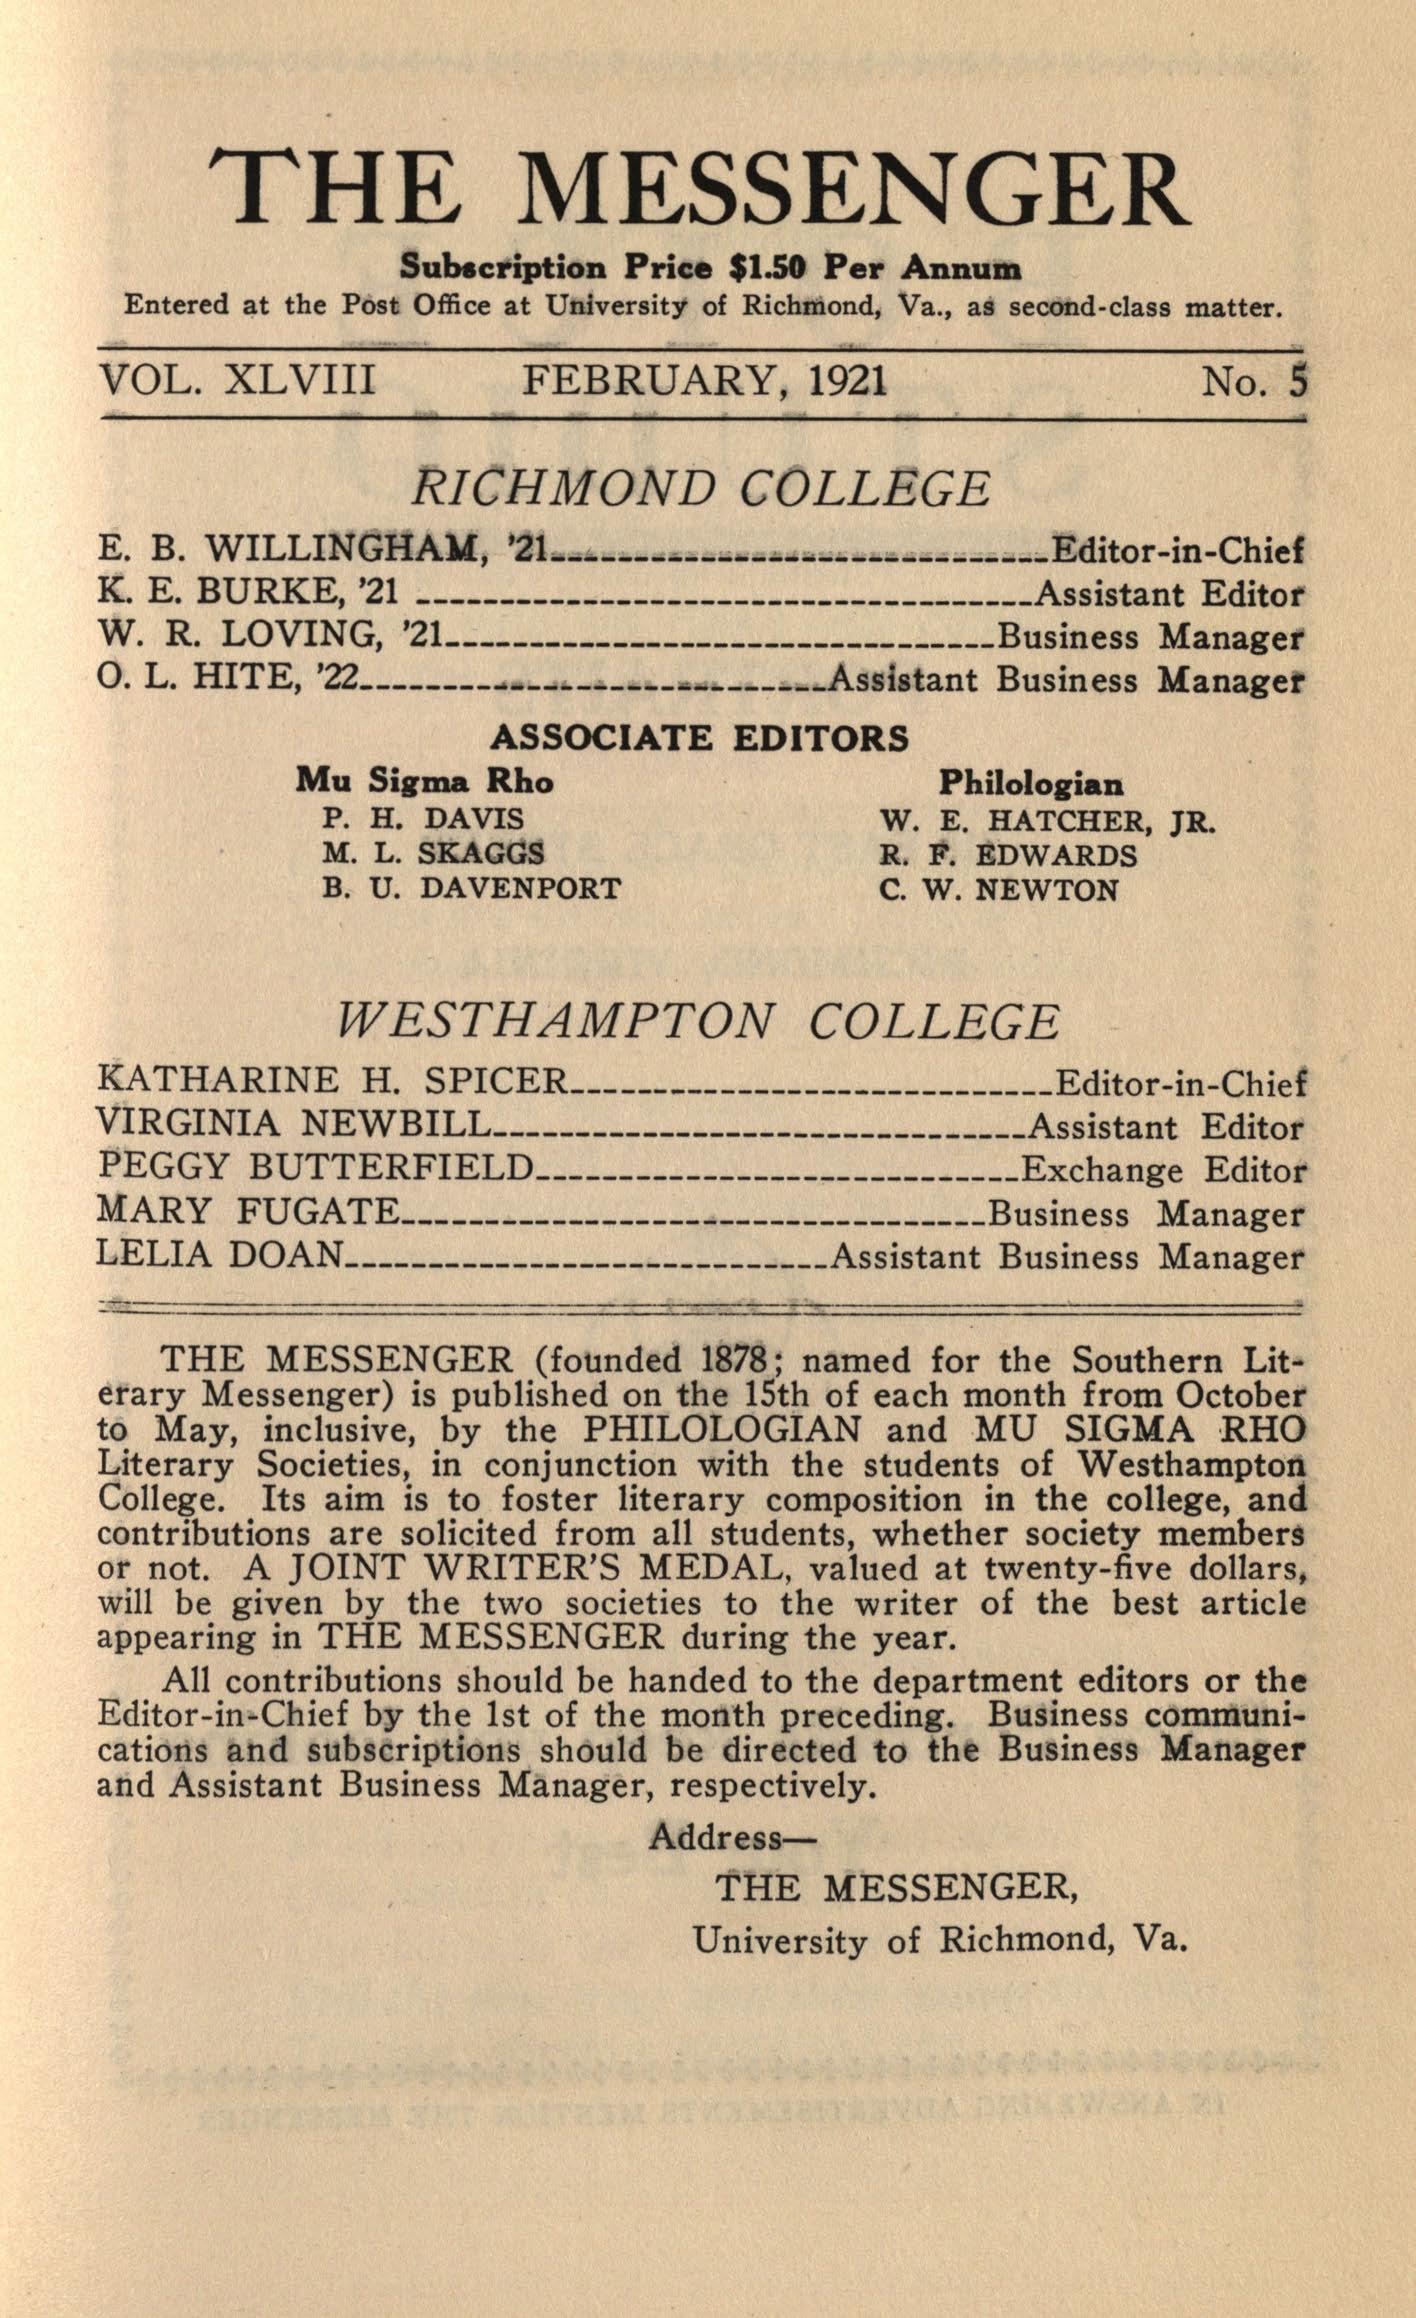 THE MESSENGER
Subscription Price $1.50 Per Annum
Entered at the Post Office at University of Richmond, Va., as second-class matter.
VOL. XLVIII FEBRUARY, 1921 No. 5
RICHMOND COLLEGE
E. B. WILLINGHAM, '21------------------------------Editor-in-Chief
K. E. BURKE, '21 -------------------------------------Assistant Editor
W. R. LOVING, '21---------------------------------Business Manager
O. L. HITE, '22----------------------------Assistant Business Manager
ASSOCIATE EDITORS
Mu Sigma Rho Philologian
P. H. DAVIS W. E. HATCHER, JR.
M. L. SKAGGS R. F. EDWARDS
B. U. DAVENPORT C. W. NEWTON
WESTHAMPTON COLLEGE
KATHARINE H. SPICER-----------------------------Editor-in-Chief
VIRGINIA NEWBILL--------------------------------Assistant Editor
PEGGY BUTTERFIELD-----------------------------Exchange Editor
MARY FUGATE-----------------------------------Business Manager
LELIA DOAN-----------------------------Assistant Business Manager
THE MESSENGER (founded 1878; named for the Southern Lit-
erary Messenger) is published on the 15th of each month from October
to May, inclusive, by the PHILOLOGIAN and MU SIGMA RHO
Literary Societies, in conjunction with the students of Westhampton
College. Its aim is to foster literary composition in the college, and
contributions are solicited from all students, whether society members
or not. A JOINT WRITER'S MEDAL, valued at twenty-five dollars,
will be given by the two societies to the writer of the best article
appearing in THE MESSENGER during the year.
All contributions should be handed to the department editors or the
Editor-in-Chief by the 1st of the month preceding. Business communi-
cations and subscriptions should be directed to the Business Manager
and Assistant Business Manager, respectively.
Address—
THE MESSENGER,
University of Richmond, Va.